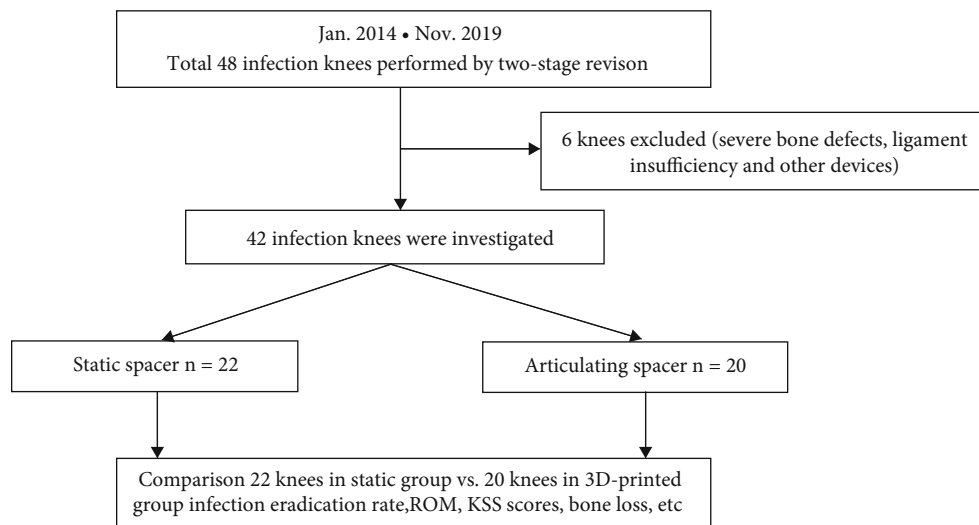 Jan. 2014 • Nov. 2019
Total 48 infection knees performed by two-stage revison
6 knees excluded (severe bone defects, ligament
insufficiency and other devices)
42 infection knees were investigated
Static spacer n = 22
Articulating spacer n = 20
Comparison 22 knees in static group vs. 20 knees in 3D-printed
group infection eradication rate,ROM, KSS scores, bone loss, etc